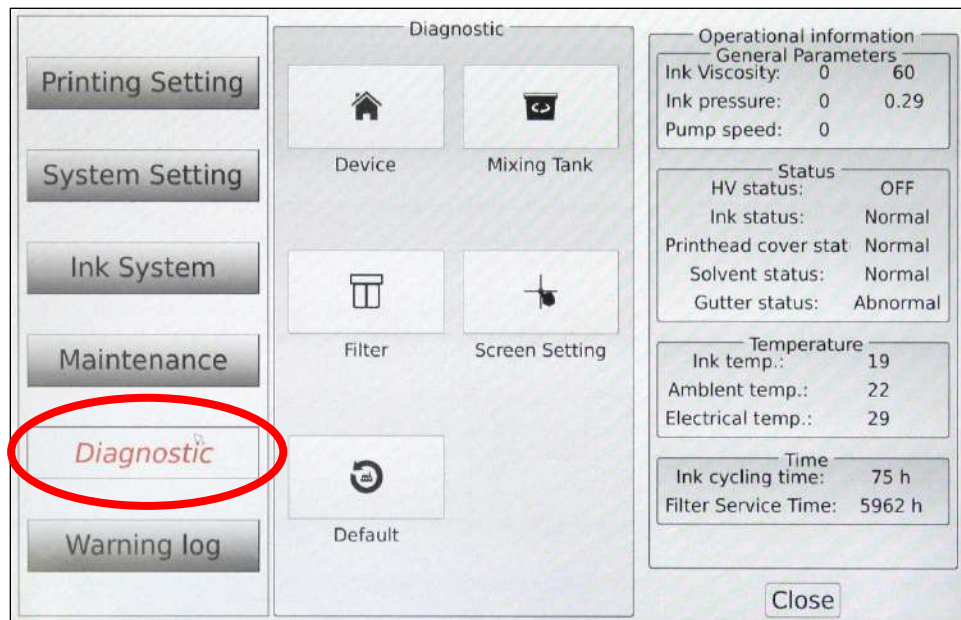 Printing Setting
System Setting
Ink System
Maintenance
Diagnostic
Warning log
Diagnostic
Device
Mixing Tank
Filter
Screen Setting
Default
Operational information
General Parameters
Ink Viscosity: 0 60
Ink pressure: 0 0.29
Pump speed: 0
Status
HV status: OFF
Ink status: Normal
Printhead cover stat Normal
Solvent status: Normal
Gutter status: Abnormal
Temperature
Ink temp.: 19
Amblent temp.: 22
Electrical temp.: 29
Time
Ink cycling time: 75 h
Filter Service Time: 5962 h
Close